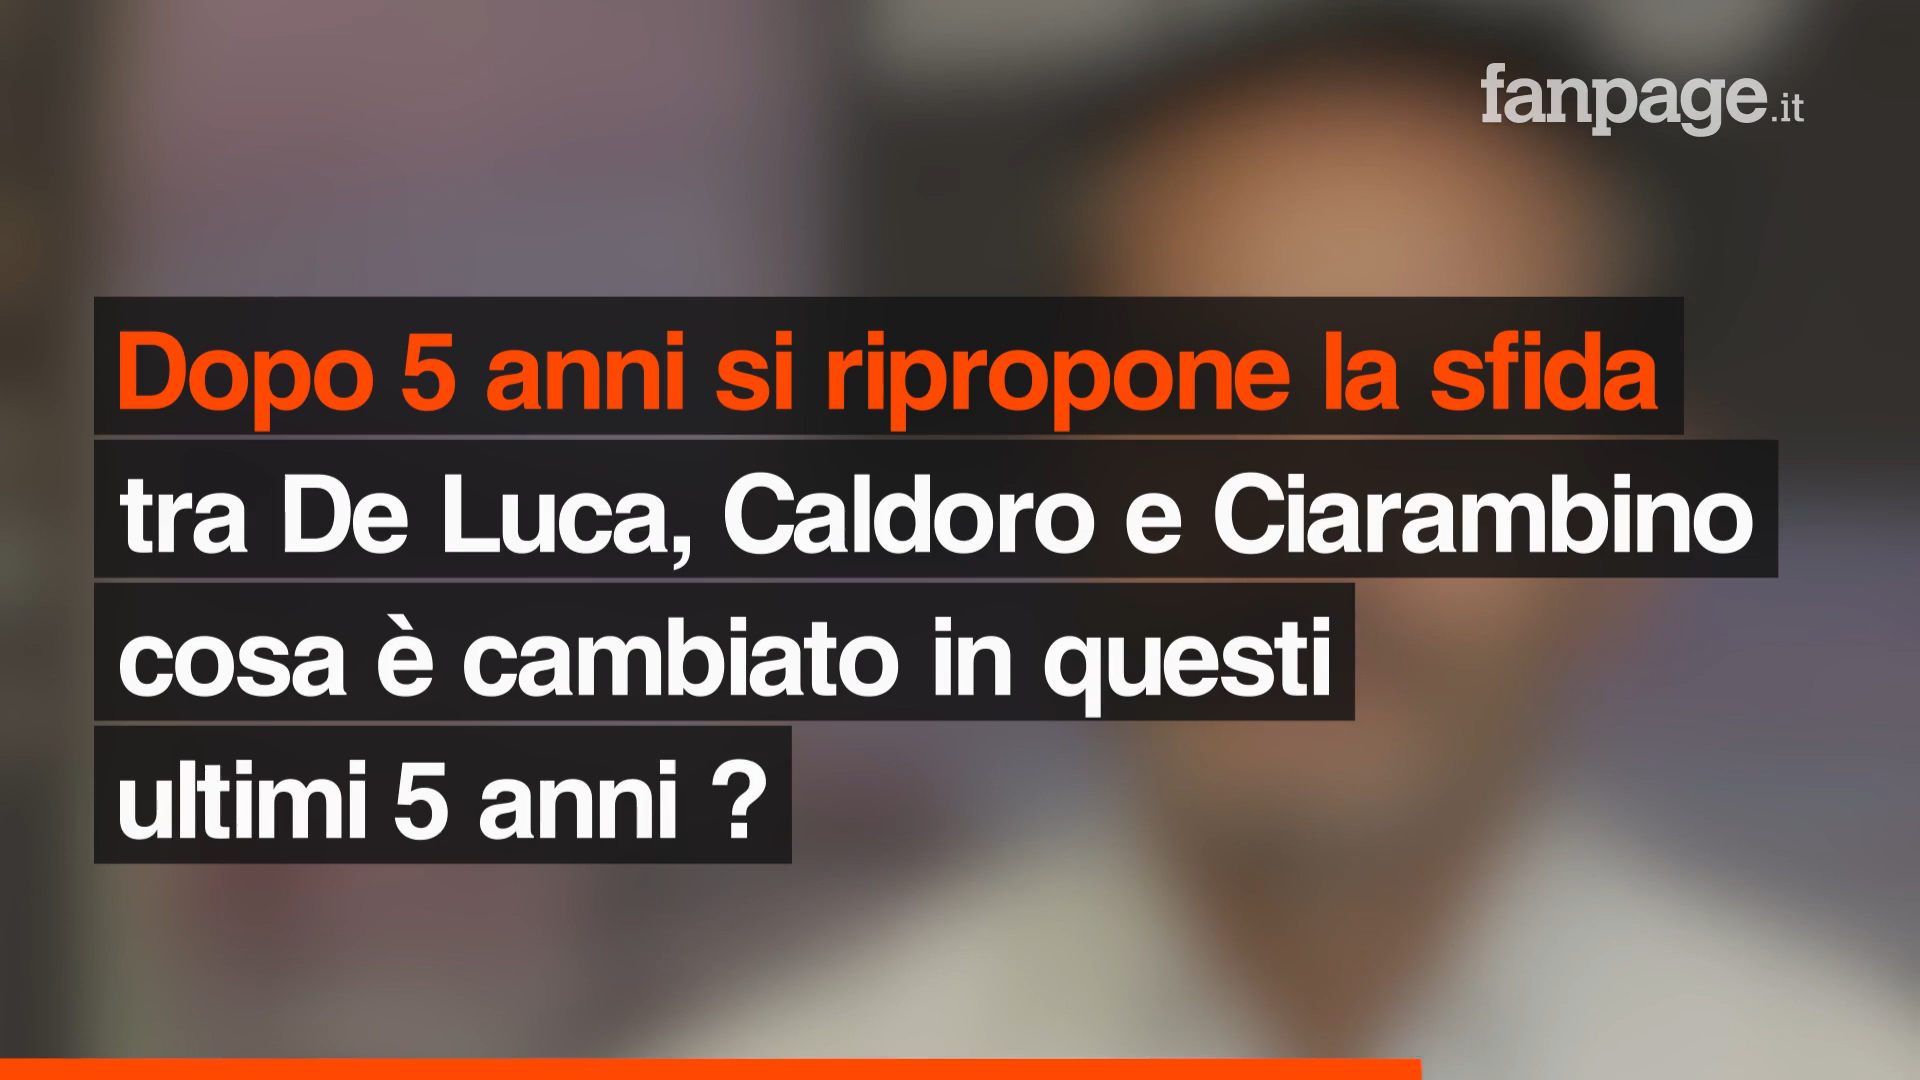 fanpage.it
Dopo 5 anni si ripropone la sfida
tra De Luca, Caldoro e Ciarambino
cosa è cambiato in questi
ultimi 5 anni ?